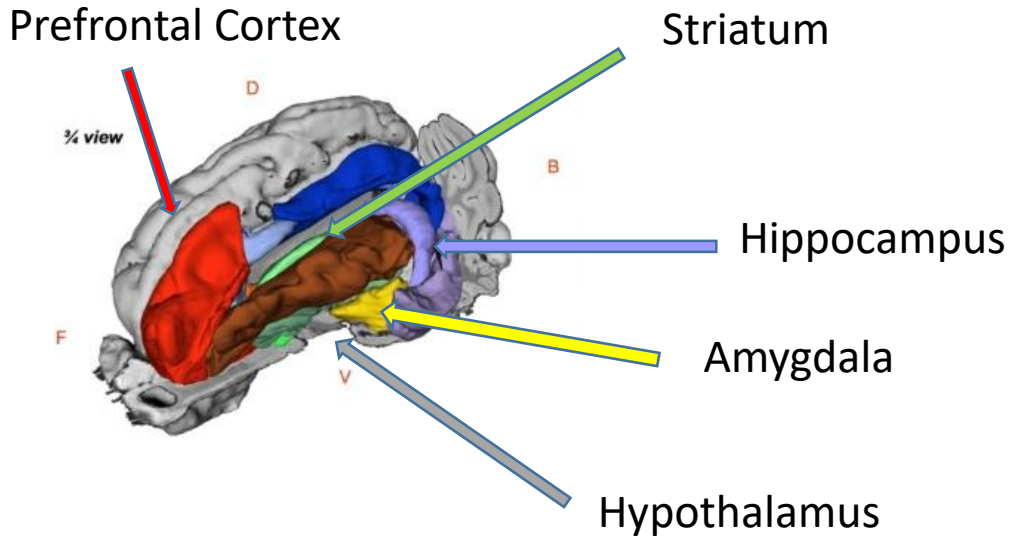 Prefrontal Cortex
Striatum
D
¾ view
B
Hippocampus
F
Amygdala
V
Hypothalamus